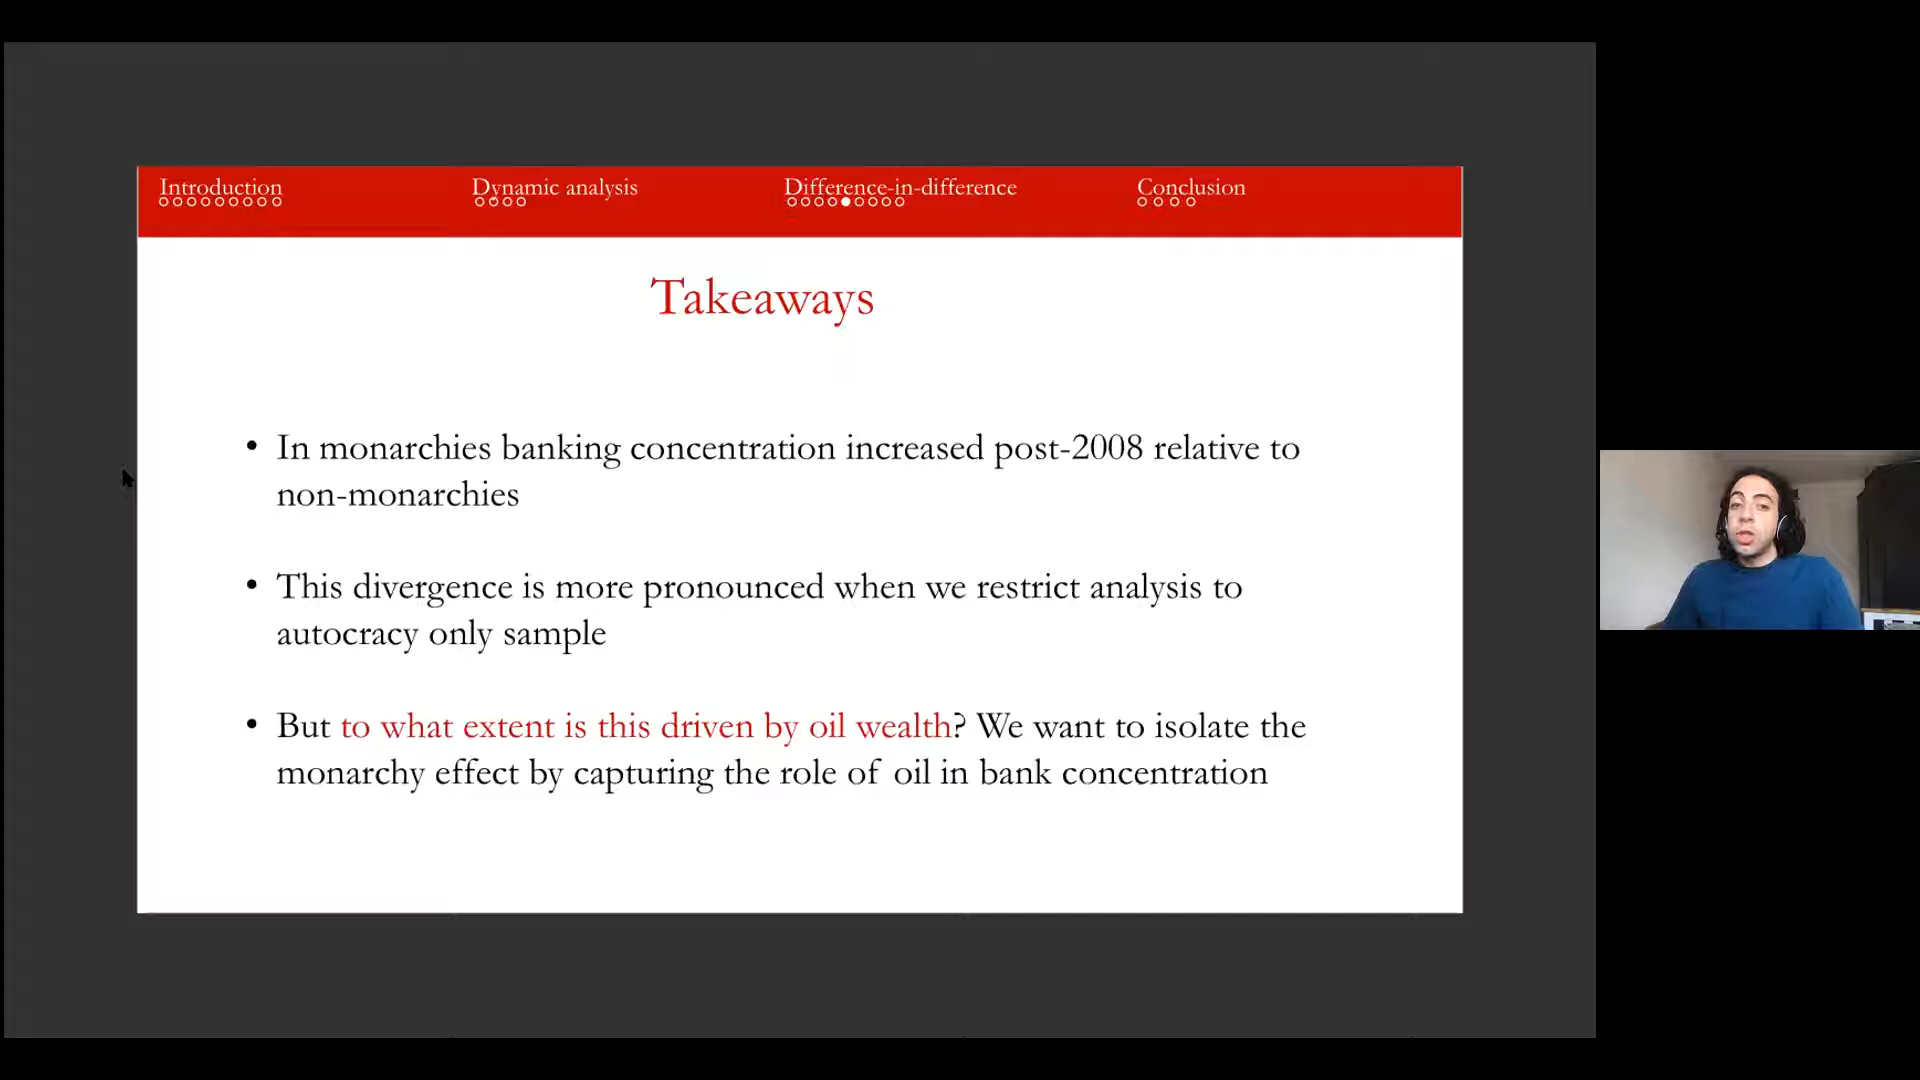 Introduction
Dynamic analysis
Difference-in-difference
Conclusion
Takeaways
• In monarchies banking concentration increased post-2008 relative to
non-monarchies
• This divergence is more pronounced when we restrict analysis to
autocracy only sample
• But to what extent is this driven by oil wealth? We want to isolate the
monarchy effect by capturing the role of oil in bank concentration